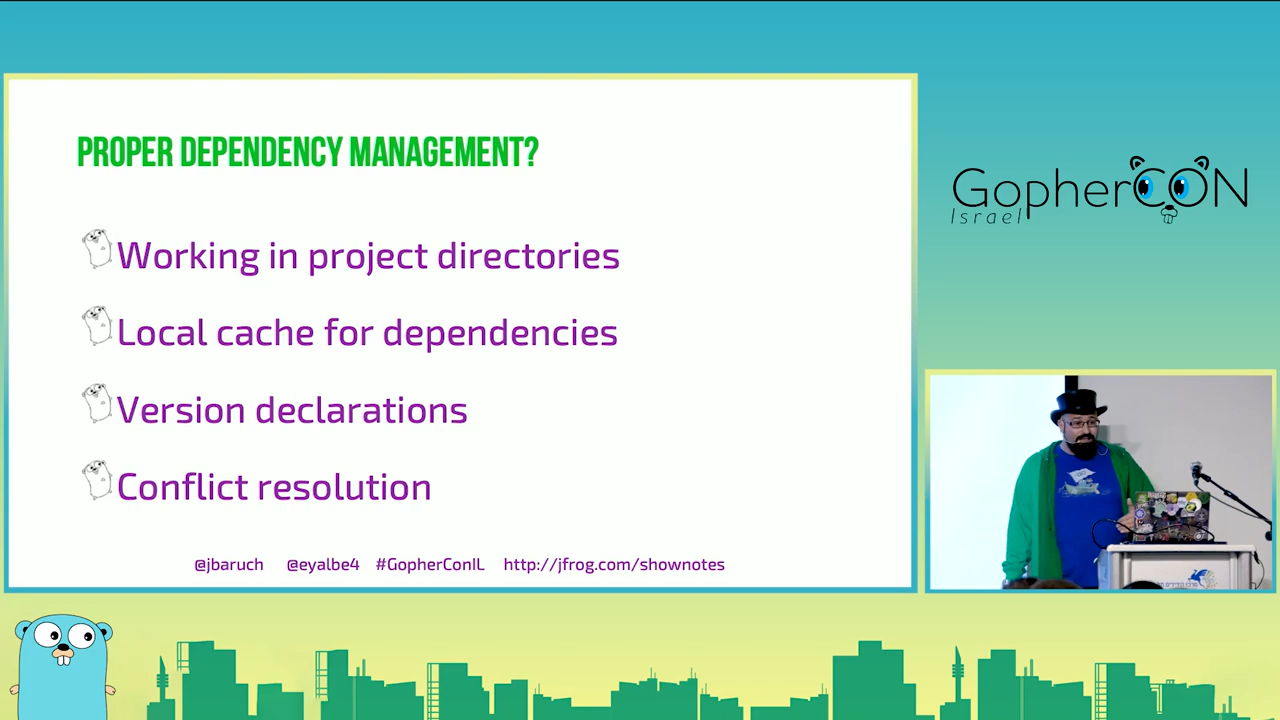 PROPER DEPENDENCY MANAGEMENT?
Working in project directories
Local cache for dependencies
Version declarations
Conflict resolution
@jbaruch @eyalbe4 #GopherConIL http://jfrog.com/shownotes
GopherCON
Israel